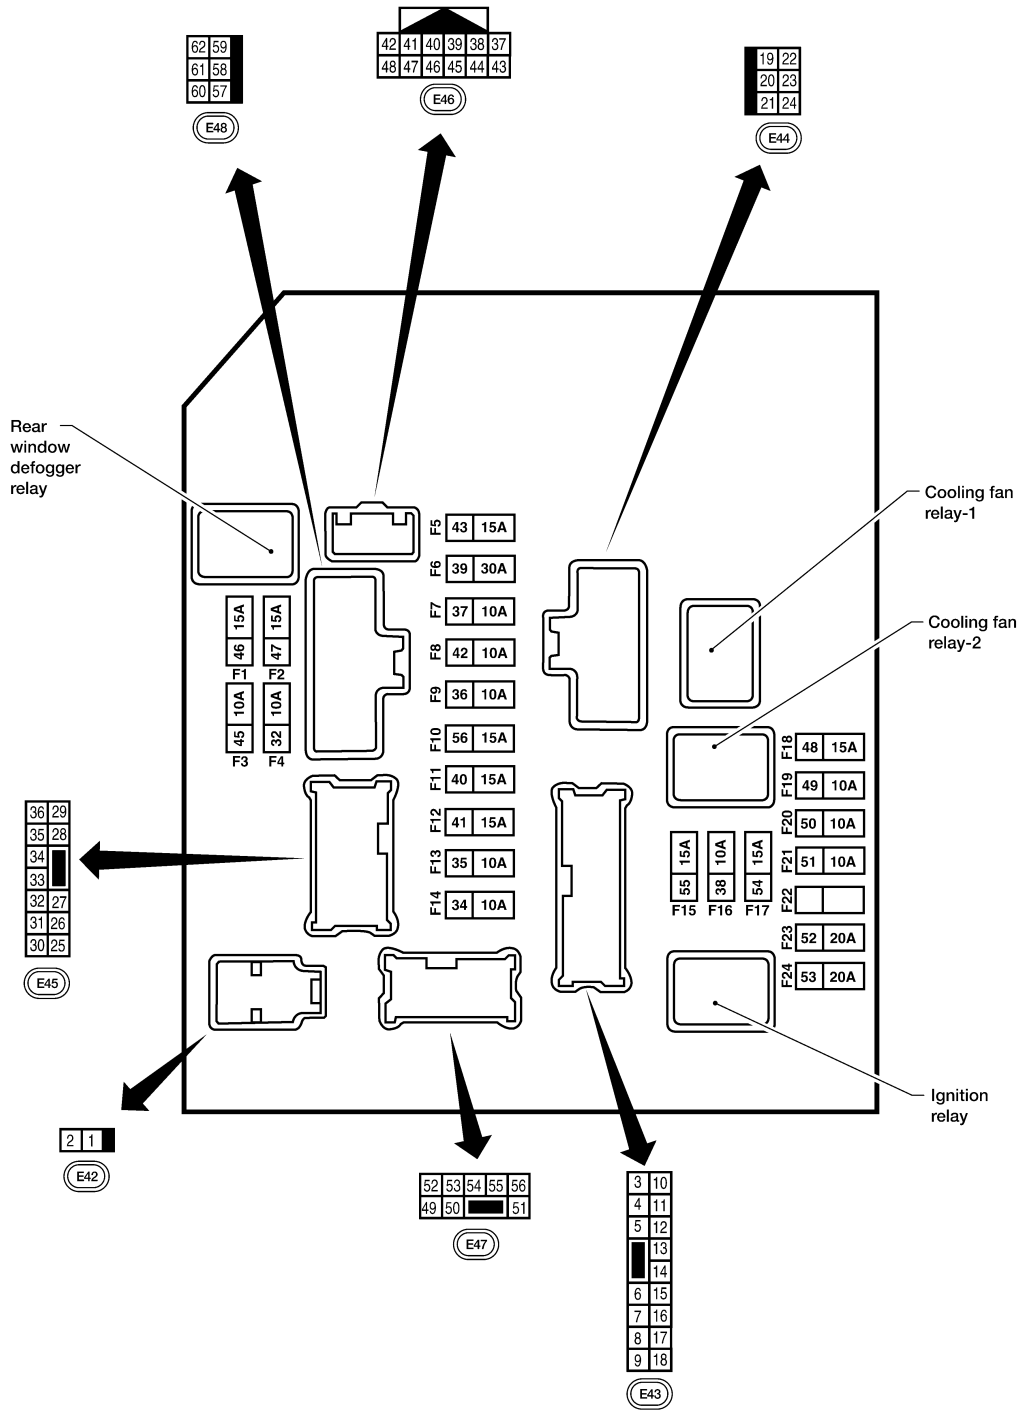 62 59
61 58
60 57
E48
42 41 40 39 38 37
48 47 46 45 44 43
E46
19 22
20 23
21 24
E44
Rear
window
defogger
relay
Cooling fan
relay-1
Cooling fan
relay-2
15A 46 F1
15A 47 F2
10A 45 F3
10A 32 F4
F5 43 15A
F6 39 30A
F7 37 10A
F8 42 10A
F9 36 10A
F10 56 15A
F11 40 15A
F12 41 15A
F13 35 10A
F14 34 10A
15A 55 F15
10A 38 F16
15A 54 F17
F18 48 15A
F19 49 10A
F20 50 10A
F21 51 10A
F22
F23 52 20A
F24 53 20A
36 29
35 28
34
33
32 27
31 26
30 25
E45
Ignition
relay
2 1
E42
52 53 54 55 56
49 50 51
E47
3 10
4 11
5 12
13
14
6 15
7 16
8 17
9 18
E43